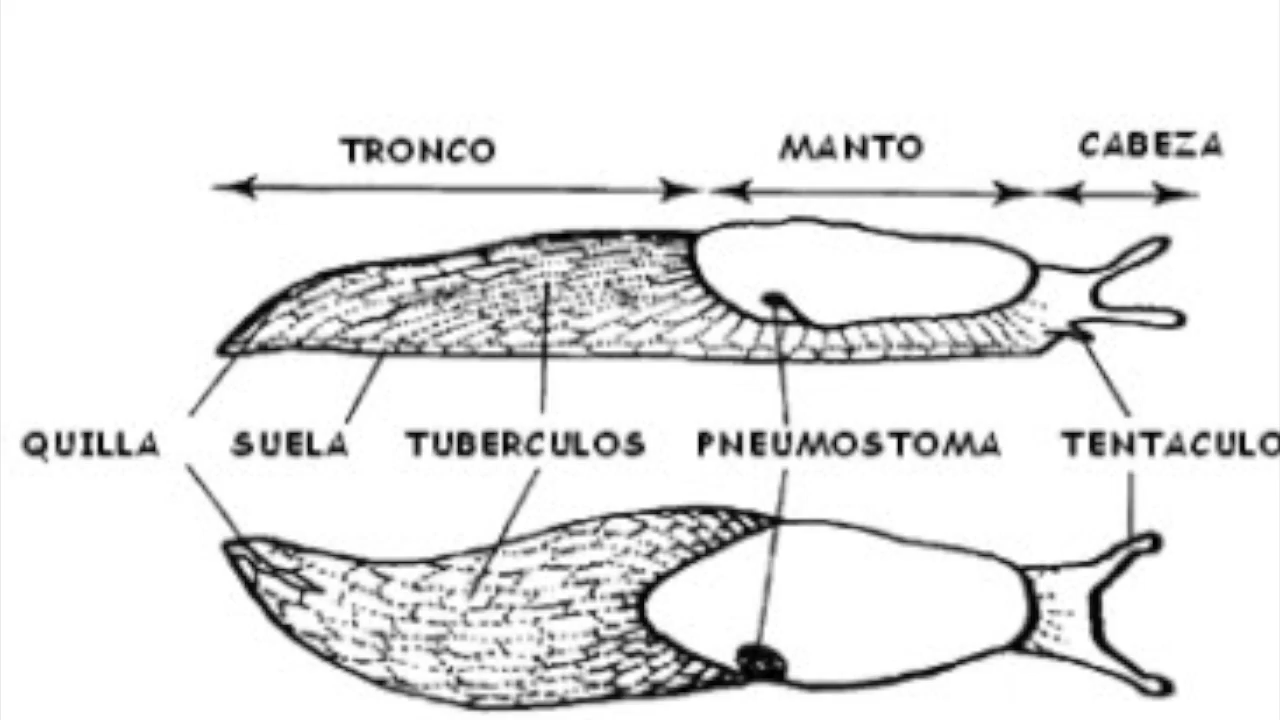 TRONCO MANTO CABEZA
QUILLA SUELA TUBERCULOS PNEUMOSTOMA TENTACULO